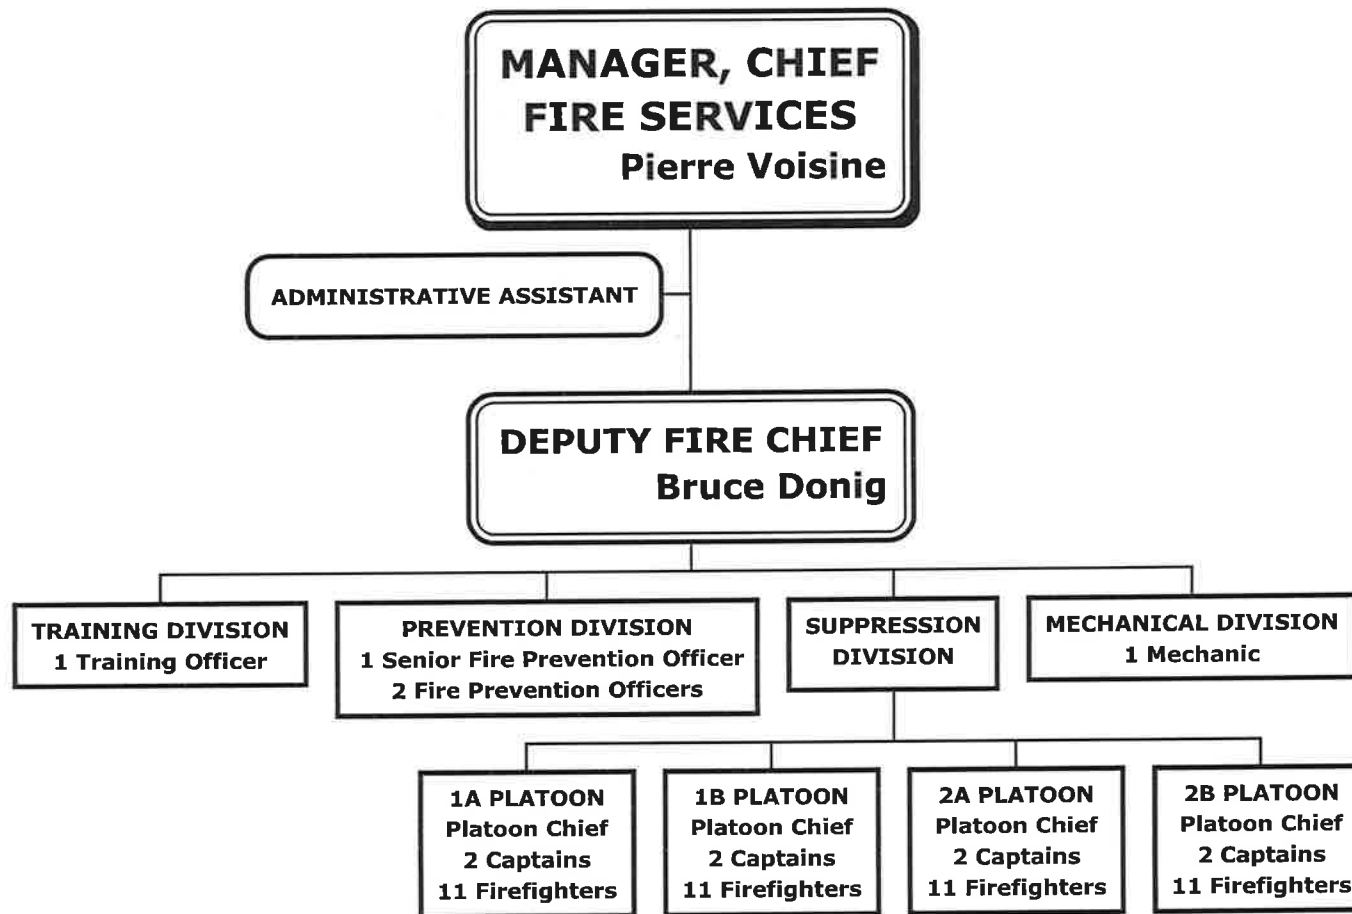 MANAGER, CHIEF
FIRE SERVICES
Pierre Voisine
ADMINISTRATIVE ASSISTANT
DEPUTY FIRE CHIEF
Bruce Donig
TRAINING DIVISION
1 Training Officer
PREVENTION DIVISION
1 Senior Fire Prevention Officer
2 Fire Prevention Officers
SUPPRESSION
DIVISION
MECHANICAL DIVISION
1 Mechanic
1A PLATOON
Platoon Chief
2 Captains
11 Firefighters
1B PLATOON
Platoon Chief
2 Captains
11 Firefighters
2A PLATOON
Platoon Chief
2 Captains
11 Firefighters
2B PLATOON
Platoon Chief
2 Captains
11 Firefighters